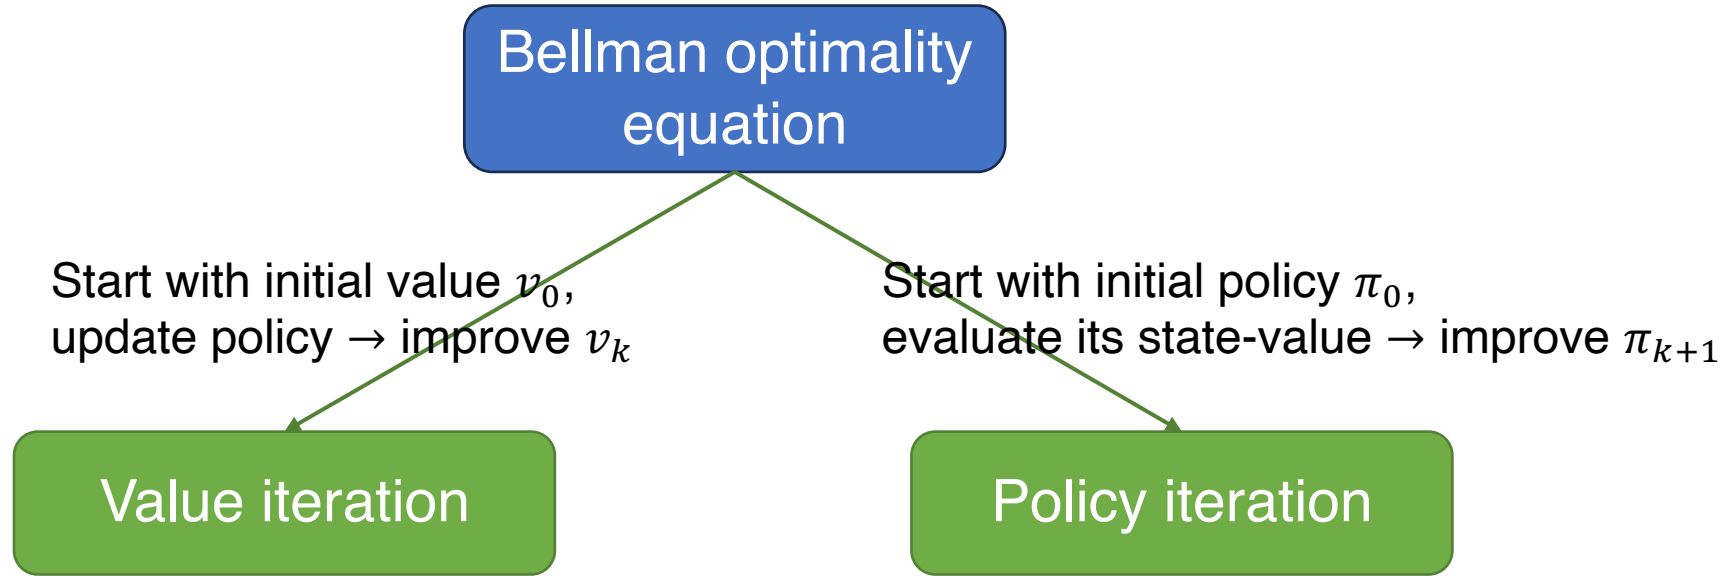 Bellman optimality
equation
Start with initial value 𝑣₀,
update policy → improve 𝑣ₖ
Start with initial policy 𝜋₀,
evaluate its state-value → improve 𝜋ₖ₊₁
Value iteration
Policy iteration